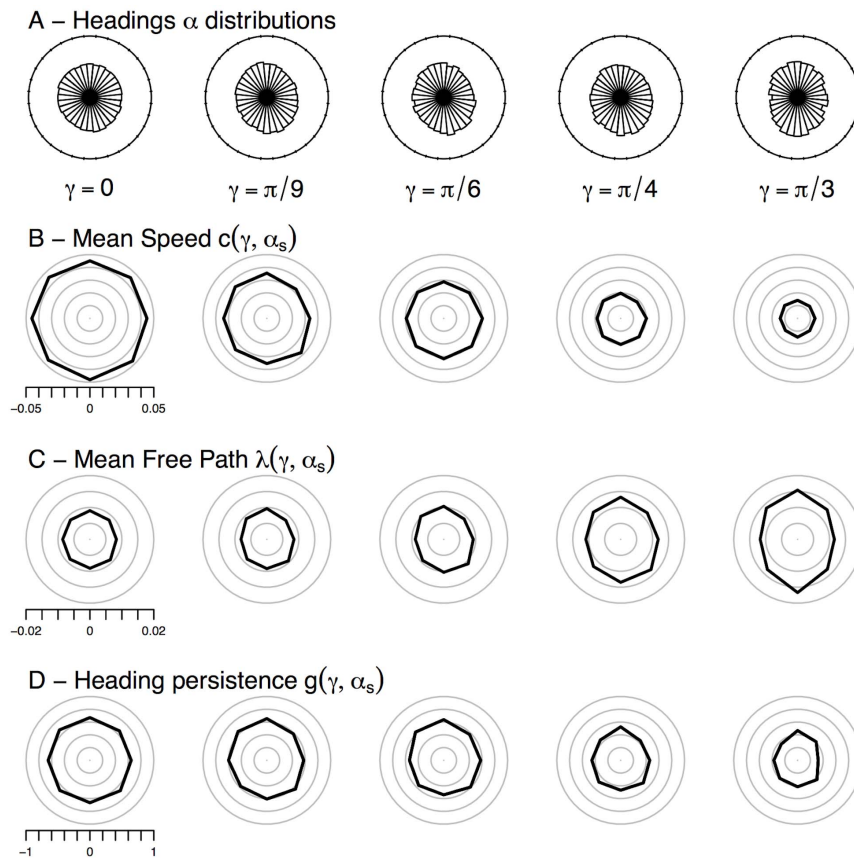 A – Headings α distributions
γ = 0 γ = π/9 γ = π/6 γ = π/4 γ = π/3
B – Mean Speed c(γ, αs)
−0.05 0 0.05
C – Mean Free Path λ(γ, αs)
−0.02 0 0.02
D – Heading persistence g(γ, αs)
−1 0 1